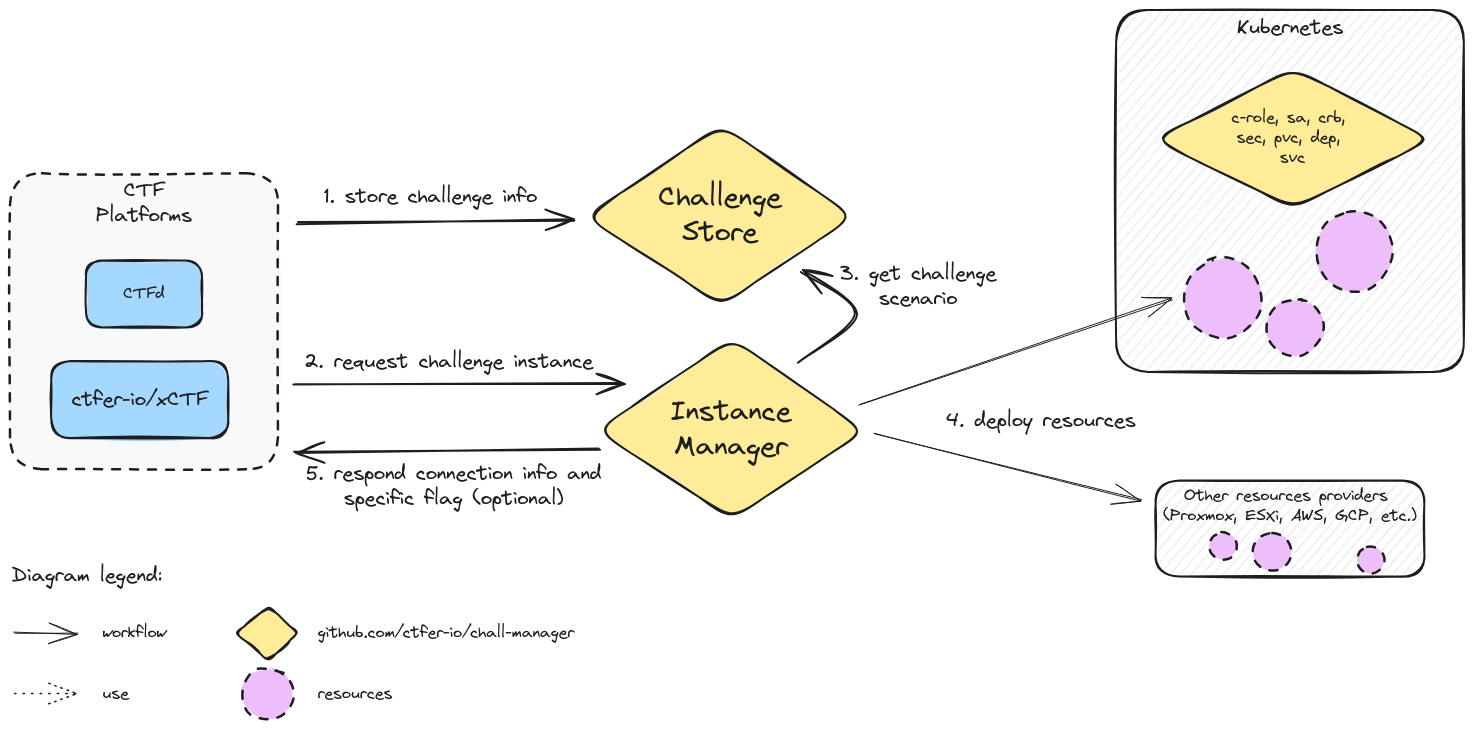 Kubernetes
c-role, sa, crb,
sec, pvc, dep,
svc
CTF
Platforms
CTFd
ctfer-io/xCTF
1. store challenge info
Challenge
Store
3. get challenge
scenario
2. request challenge instance
Instance
Manager
4. deploy resources
5. respond connection info and
specific flag (optional)
Other resources providers
(Proxmox, ESXi, AWS, GCP, etc.)
Diagram legend:
workflow
github.com/ctfer-io/chall-manager
use
resources